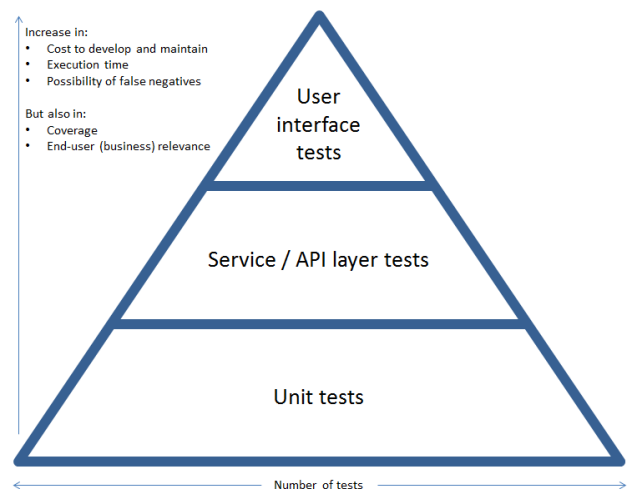 Increase in:
• Cost to develop and maintain
• Execution time
• Possibility of false negatives
But also in:
• Coverage
• End-user (business) relevance
User
interface
tests
Service / API layer tests
Unit tests
Number of tests